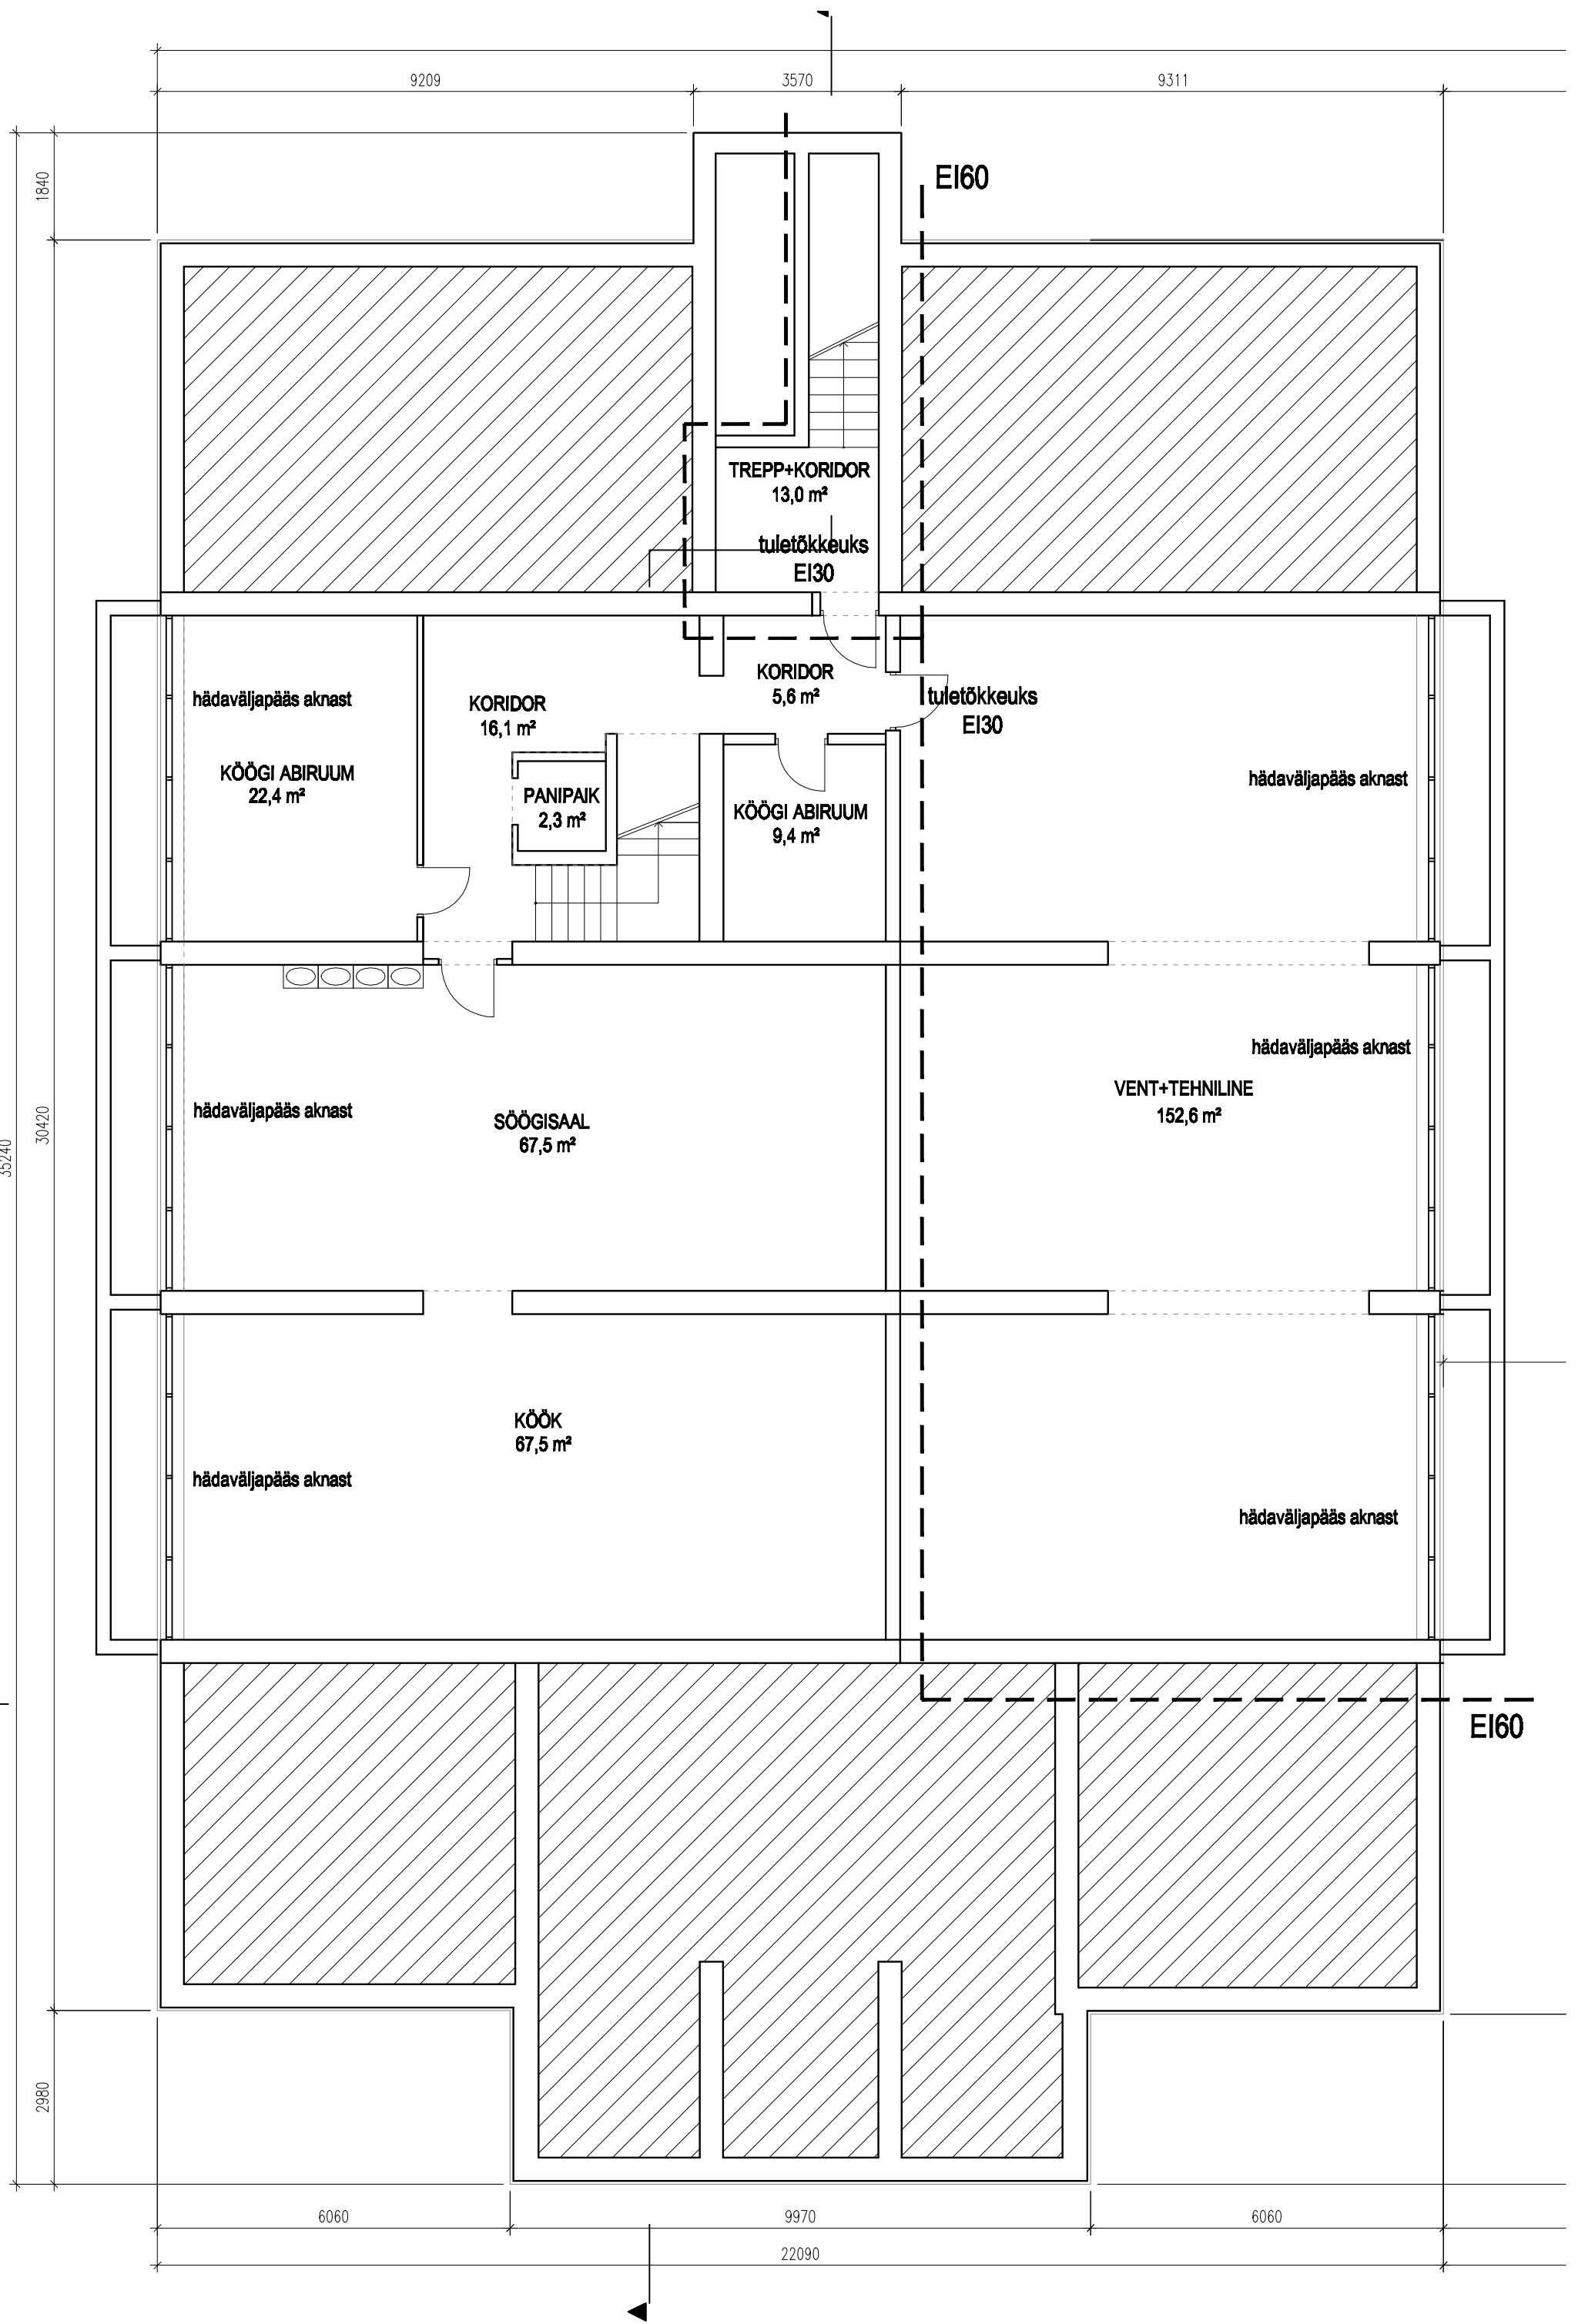 9209
3570
9311
1840
EI60
TREPP+KORIDOR
13,0 m²
tuletõkkeuks
EI30
KORIDOR
5,6 m²
tuletõkkeuks
EI30
hädaväljapääs aknast
KORIDOR
16,1 m²
KÖÖGI ABIRUUM
22,4 m²
PANIPAIK
2,3 m²
KÖÖGI ABIRUUM
9,4 m²
hädaväljapääs aknast
hädaväljapääs aknast
VENT+TEHNILINE
152,6 m²
hädaväljapääs aknast
SÖÖGISAAL
67,5 m²
30420
35240
KÖÖK
67,5 m²
hädaväljapääs aknast
hädaväljapääs aknast
EI60
2980
6060
9970
6060
22090